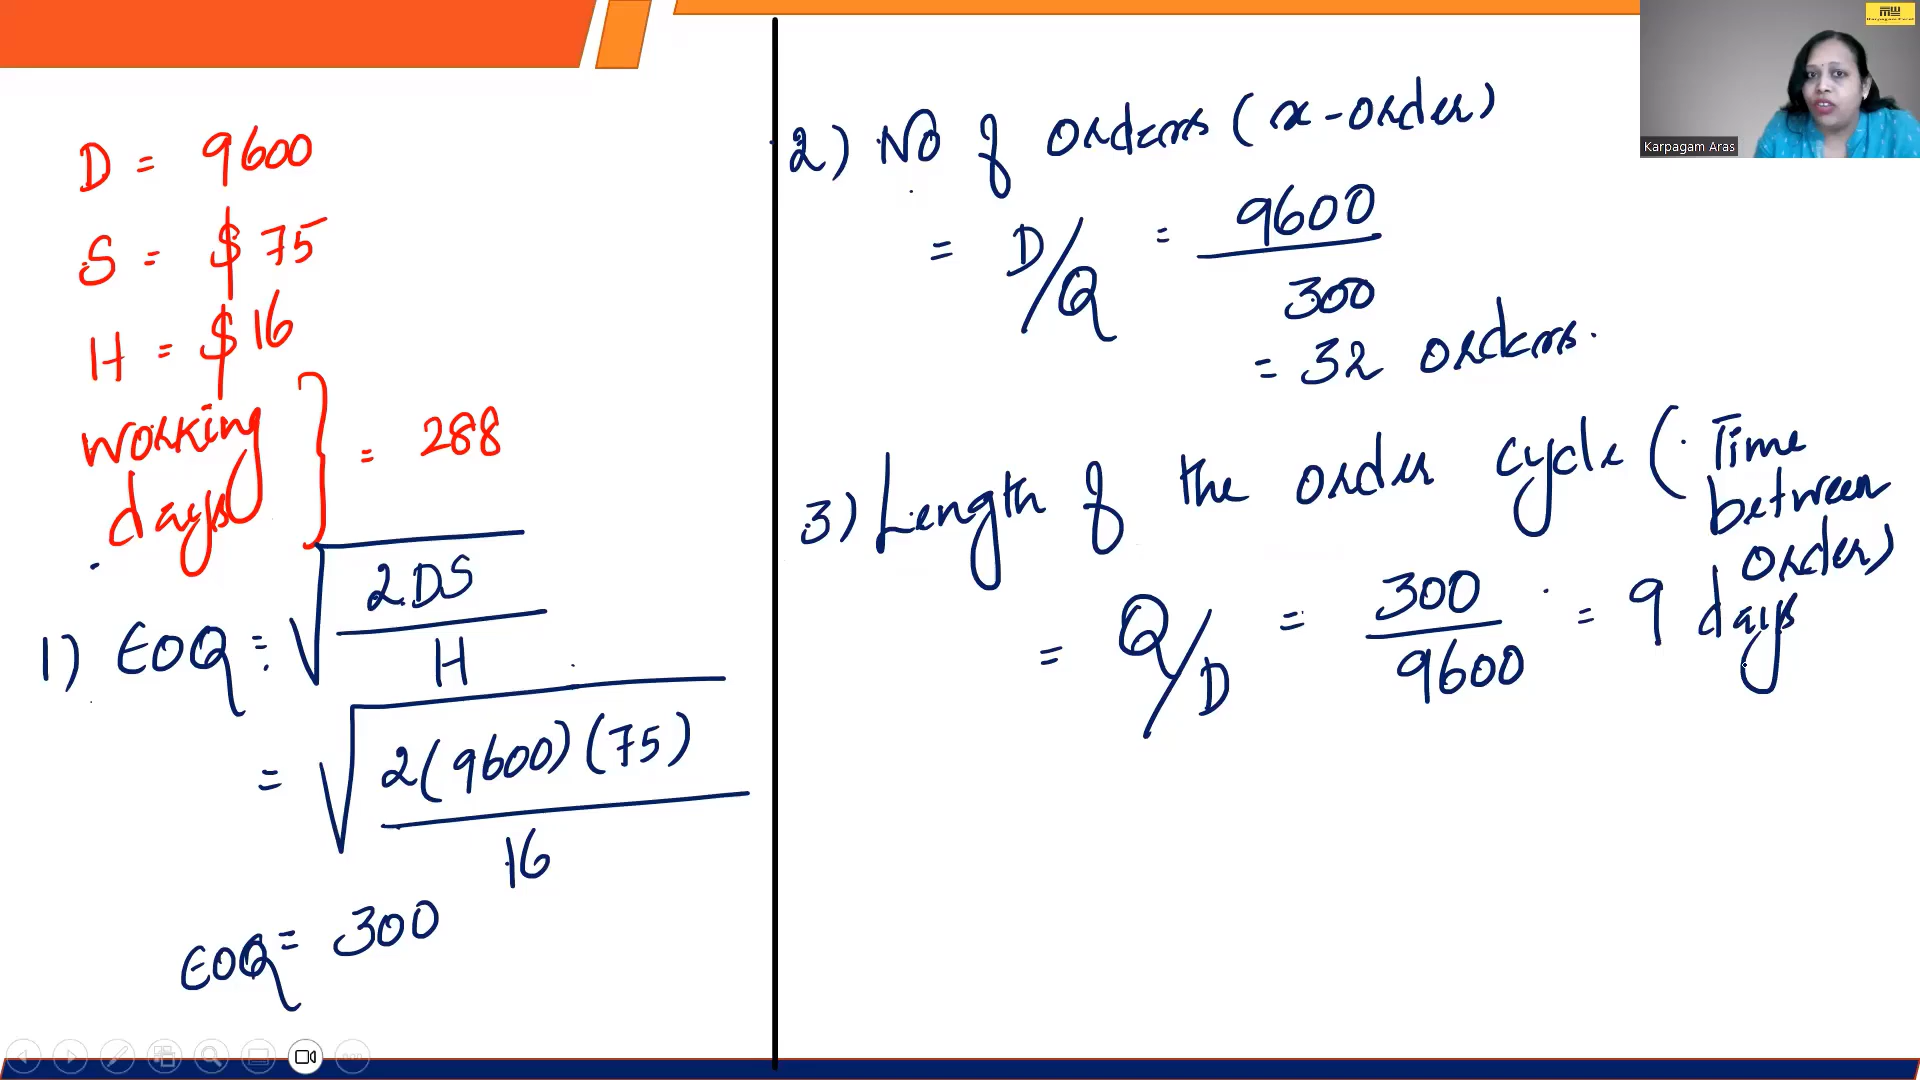 D = 9600
S = $ 75
H = $ 16
Working days } = 288
1) EOQ = √(2DS / H)
= √(2(9600)(75) / 16)
EOQ = 300
2) No of orders (x-order)
= D/Q = 9600 / 300
= 32 orders.
3) Length of the order cycle (Time between order)
= Q/D = 300 / 9600 = 9 days
Karpagam Aras